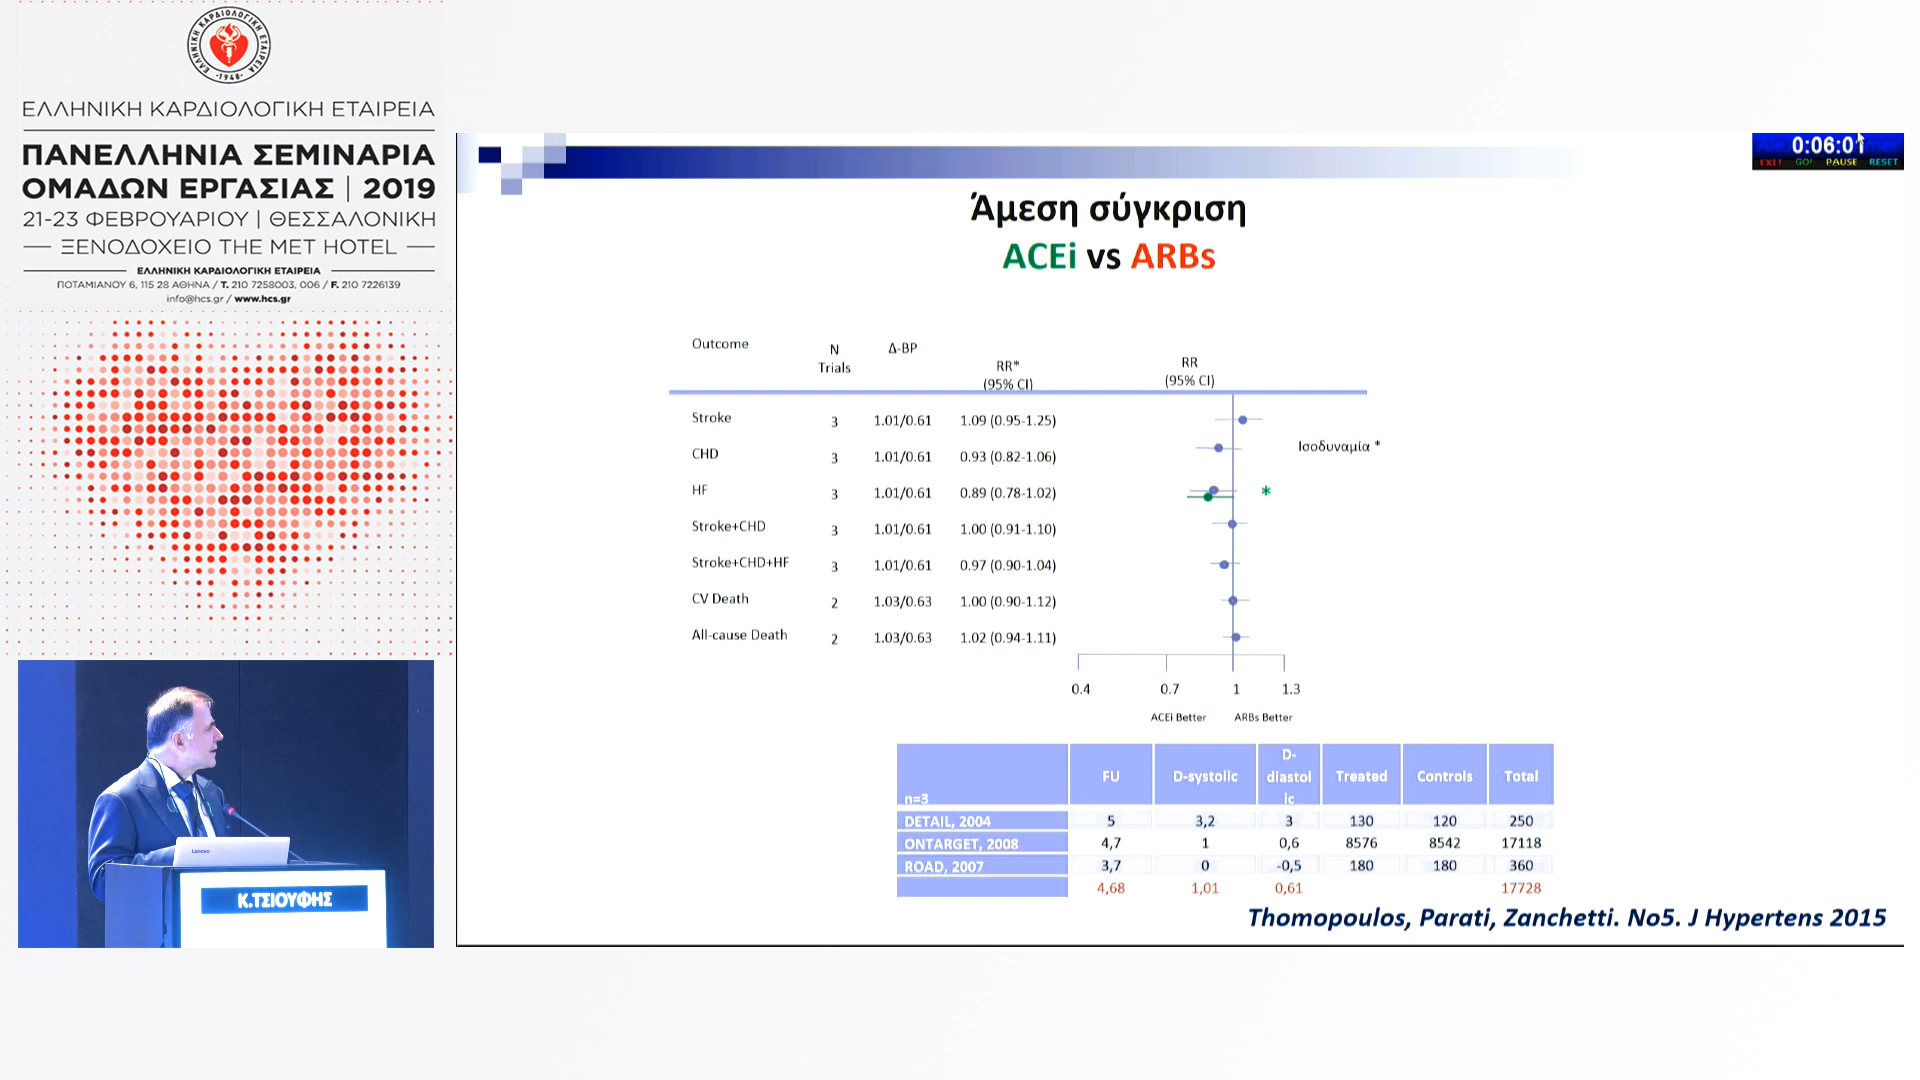 ΕΛΛΗΝΙΚΗ ΚΑΡΔΙΟΛΟΓΙΚΗ ΕΤΑΙΡΕΙΑ
-1948-
ΕΛΛΗΝΙΚΗ ΚΑΡΔΙΟΛΟΓΙΚΗ ΕΤΑΙΡΕΙΑ
ΠΑΝΕΛΛΗΝΙΑ ΣΕΜΙΝΑΡΙΑ
ΟΜΑΔΩΝ ΕΡΓΑΣΙΑΣ | 2019
21-23 ΦΕΒΡΟΥΑΡΙΟΥ | ΘΕΣΣΑΛΟΝΙΚΗ
ΞΕΝΟΔΟΧΕΙΟ THE MET HOTEL
ΕΛΛΗΝΙΚΗ ΚΑΡΔΙΟΛΟΓΙΚΗ ΕΤΑΙΡΕΙΑ
ΠΟΤΑΜΙΑΝΟΥ 6, 115 28 ΑΘΗΝΑ / T. 210 7258003, 006 / F. 210 7226139
info@hcs.gr / www.hcs.gr
Lenovo
Κ.ΤΣΙΟΥΦΗΣ
0:06:01
EXIT GO! PAUSE RESET
Άμεση σύγκριση
ACEi vs ARBs
Outcome N Trials Δ-BP RR* (95% CI) RR (95% CI)
Stroke 3 1.01/0.61 1.09 (0.95-1.25)
Ισοδυναμία *
CHD 3 1.01/0.61 0.93 (0.82-1.06)
HF 3 1.01/0.61 0.89 (0.78-1.02) *
Stroke+CHD 3 1.01/0.61 1.00 (0.91-1.10)
Stroke+CHD+HF 3 1.01/0.61 0.97 (0.90-1.04)
CV Death 2 1.03/0.63 1.00 (0.90-1.12)
All-cause Death 2 1.03/0.63 1.02 (0.94-1.11)
0.4 0.7 1 1.3
ACEi Better ARBs Better
n=3 FU D-systolic D-diastolic Treated Controls Total
DETAIL, 2004 5 3,2 3 130 120 250
ONTARGET, 2008 4,7 1 0,6 8576 8542 17118
ROAD, 2007 3,7 0 -0,5 180 180 360
4,68 1,01 0,61 17728
Thomopoulos, Parati, Zanchetti. No5. J Hypertens 2015